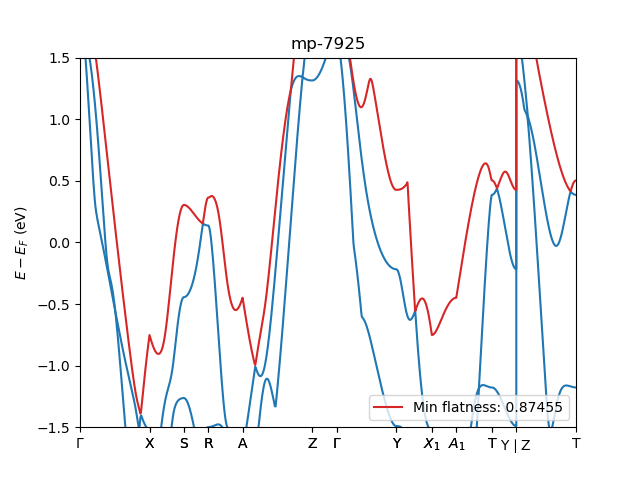 mp-7925
E − E_F (eV)
1.5
1.0
0.5
0.0
−0.5
−1.0
−1.5
Min flatness: 0.87455
Γ X S R A Z Γ Y X₁ A₁ T Y | Z T